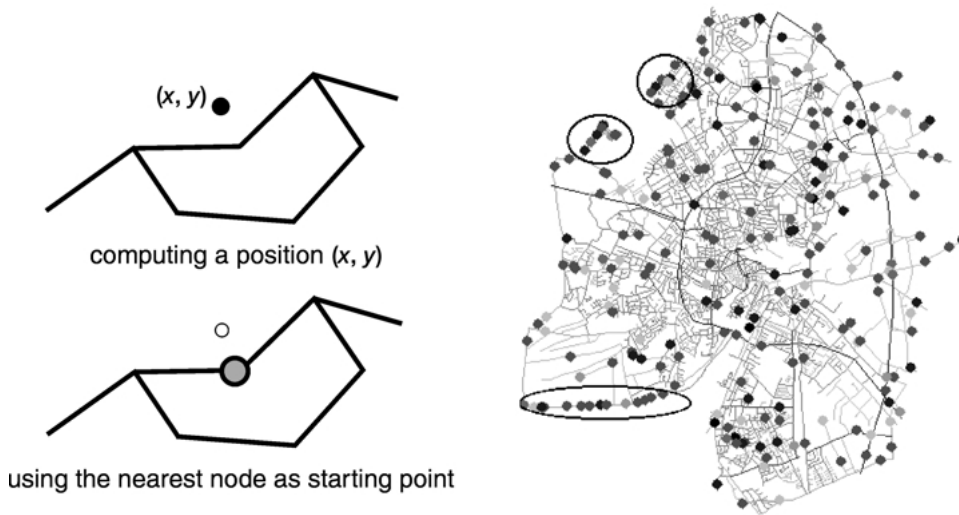 (x, y)
computing a position (x, y)
using the nearest node as starting point